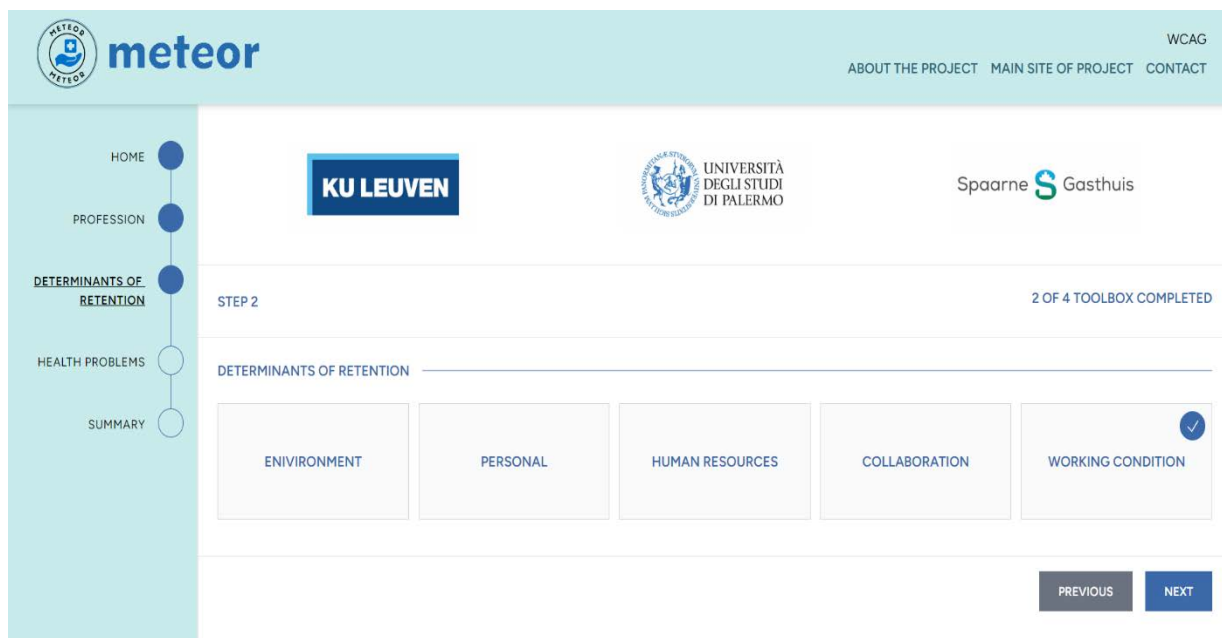 METEOR
METEOR
meteor
WCAG
ABOUT THE PROJECT MAIN SITE OF PROJECT CONTACT
HOME
PROFESSION
DETERMINANTS OF
RETENTION
HEALTH PROBLEMS
SUMMARY
KU LEUVEN
UNIVERSITÀ
DEGLI STUDI
DI PALERMO
Spaarne Gasthuis
STEP 2
2 OF 4 TOOLBOX COMPLETED
DETERMINANTS OF RETENTION
ENIVIRONMENT
PERSONAL
HUMAN RESOURCES
COLLABORATION
WORKING CONDITION
PREVIOUS
NEXT